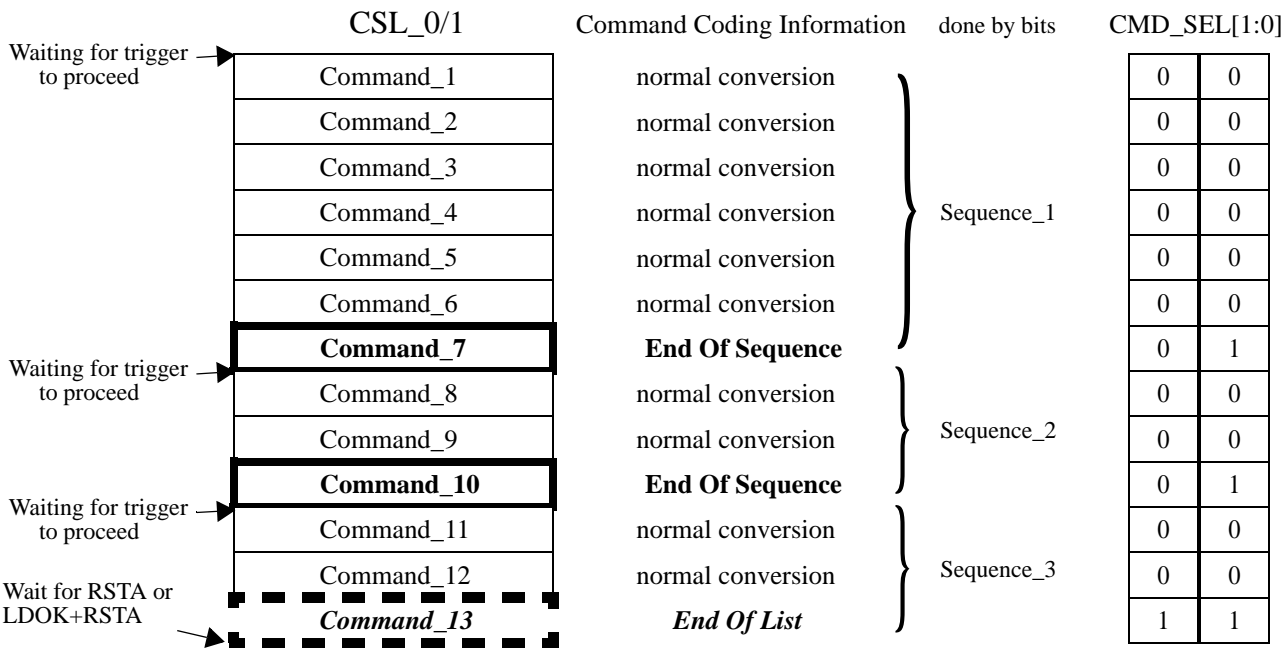 CSL_0/1 Command Coding Information done by bits CMD_SEL[1:0]
Waiting for trigger
to proceed
Command_1 normal conversion 0 0
Command_2 normal conversion 0 0
Command_3 normal conversion 0 0
Command_4 normal conversion Sequence_1 0 0
Command_5 normal conversion 0 0
Command_6 normal conversion 0 0
Command_7 End Of Sequence 0 1
Waiting for trigger
to proceed
Command_8 normal conversion 0 0
Command_9 normal conversion Sequence_2 0 0
Command_10 End Of Sequence 0 1
Waiting for trigger
to proceed
Command_11 normal conversion 0 0
Command_12 normal conversion Sequence_3 0 0
Wait for RSTA or
LDOK+RSTA
Command_13 End Of List 1 1